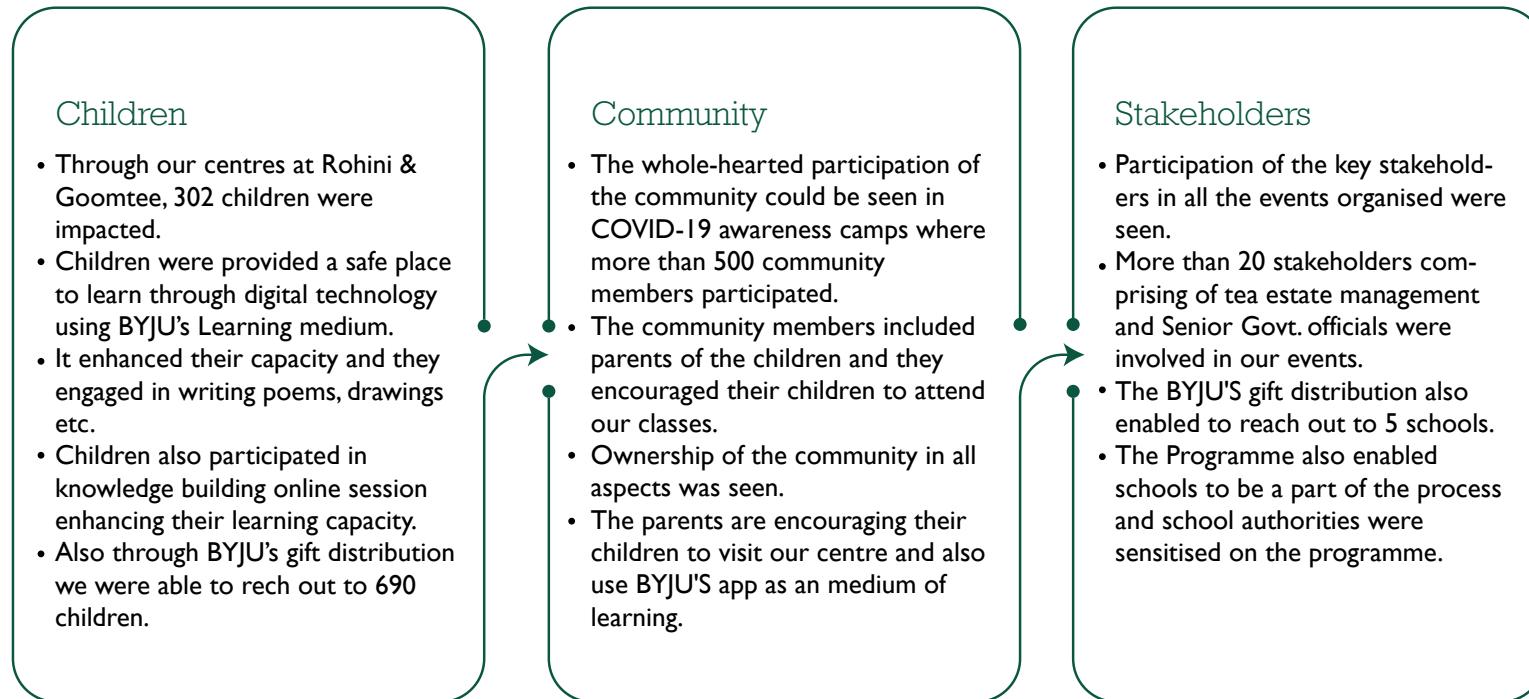 Children
• Through our centres at Rohini &
Goomtee, 302 children were
impacted.
• Children were provided a safe place
to learn through digital technology
using BYJU’s Learning medium.
• It enhanced their capacity and they
engaged in writing poems, drawings
etc.
• Children also participated in
knowledge building online session
enhancing their learning capacity.
• Also through BYJU’s gift distribution
we were able to rech out to 690
children.
Community
• The whole-hearted participation of
the community could be seen in
COVID-19 awareness camps where
more than 500 community
members participated.
• The community members included
parents of the children and they
encouraged their children to attend
our classes.
• Ownership of the community in all
aspects was seen.
• The parents are encouraging their
children to visit our centre and also
use BYJU'S app as an medium of
learning.
Stakeholders
• Participation of the key stakehold-
ers in all the events organised were
seen.
• More than 20 stakeholders com-
prising of tea estate management
and Senior Govt. officials were
involved in our events.
• The BYJU'S gift distribution also
enabled to reach out to 5 schools.
• The Programme also enabled
schools to be a part of the process
and school authorities were
sensitised on the programme.